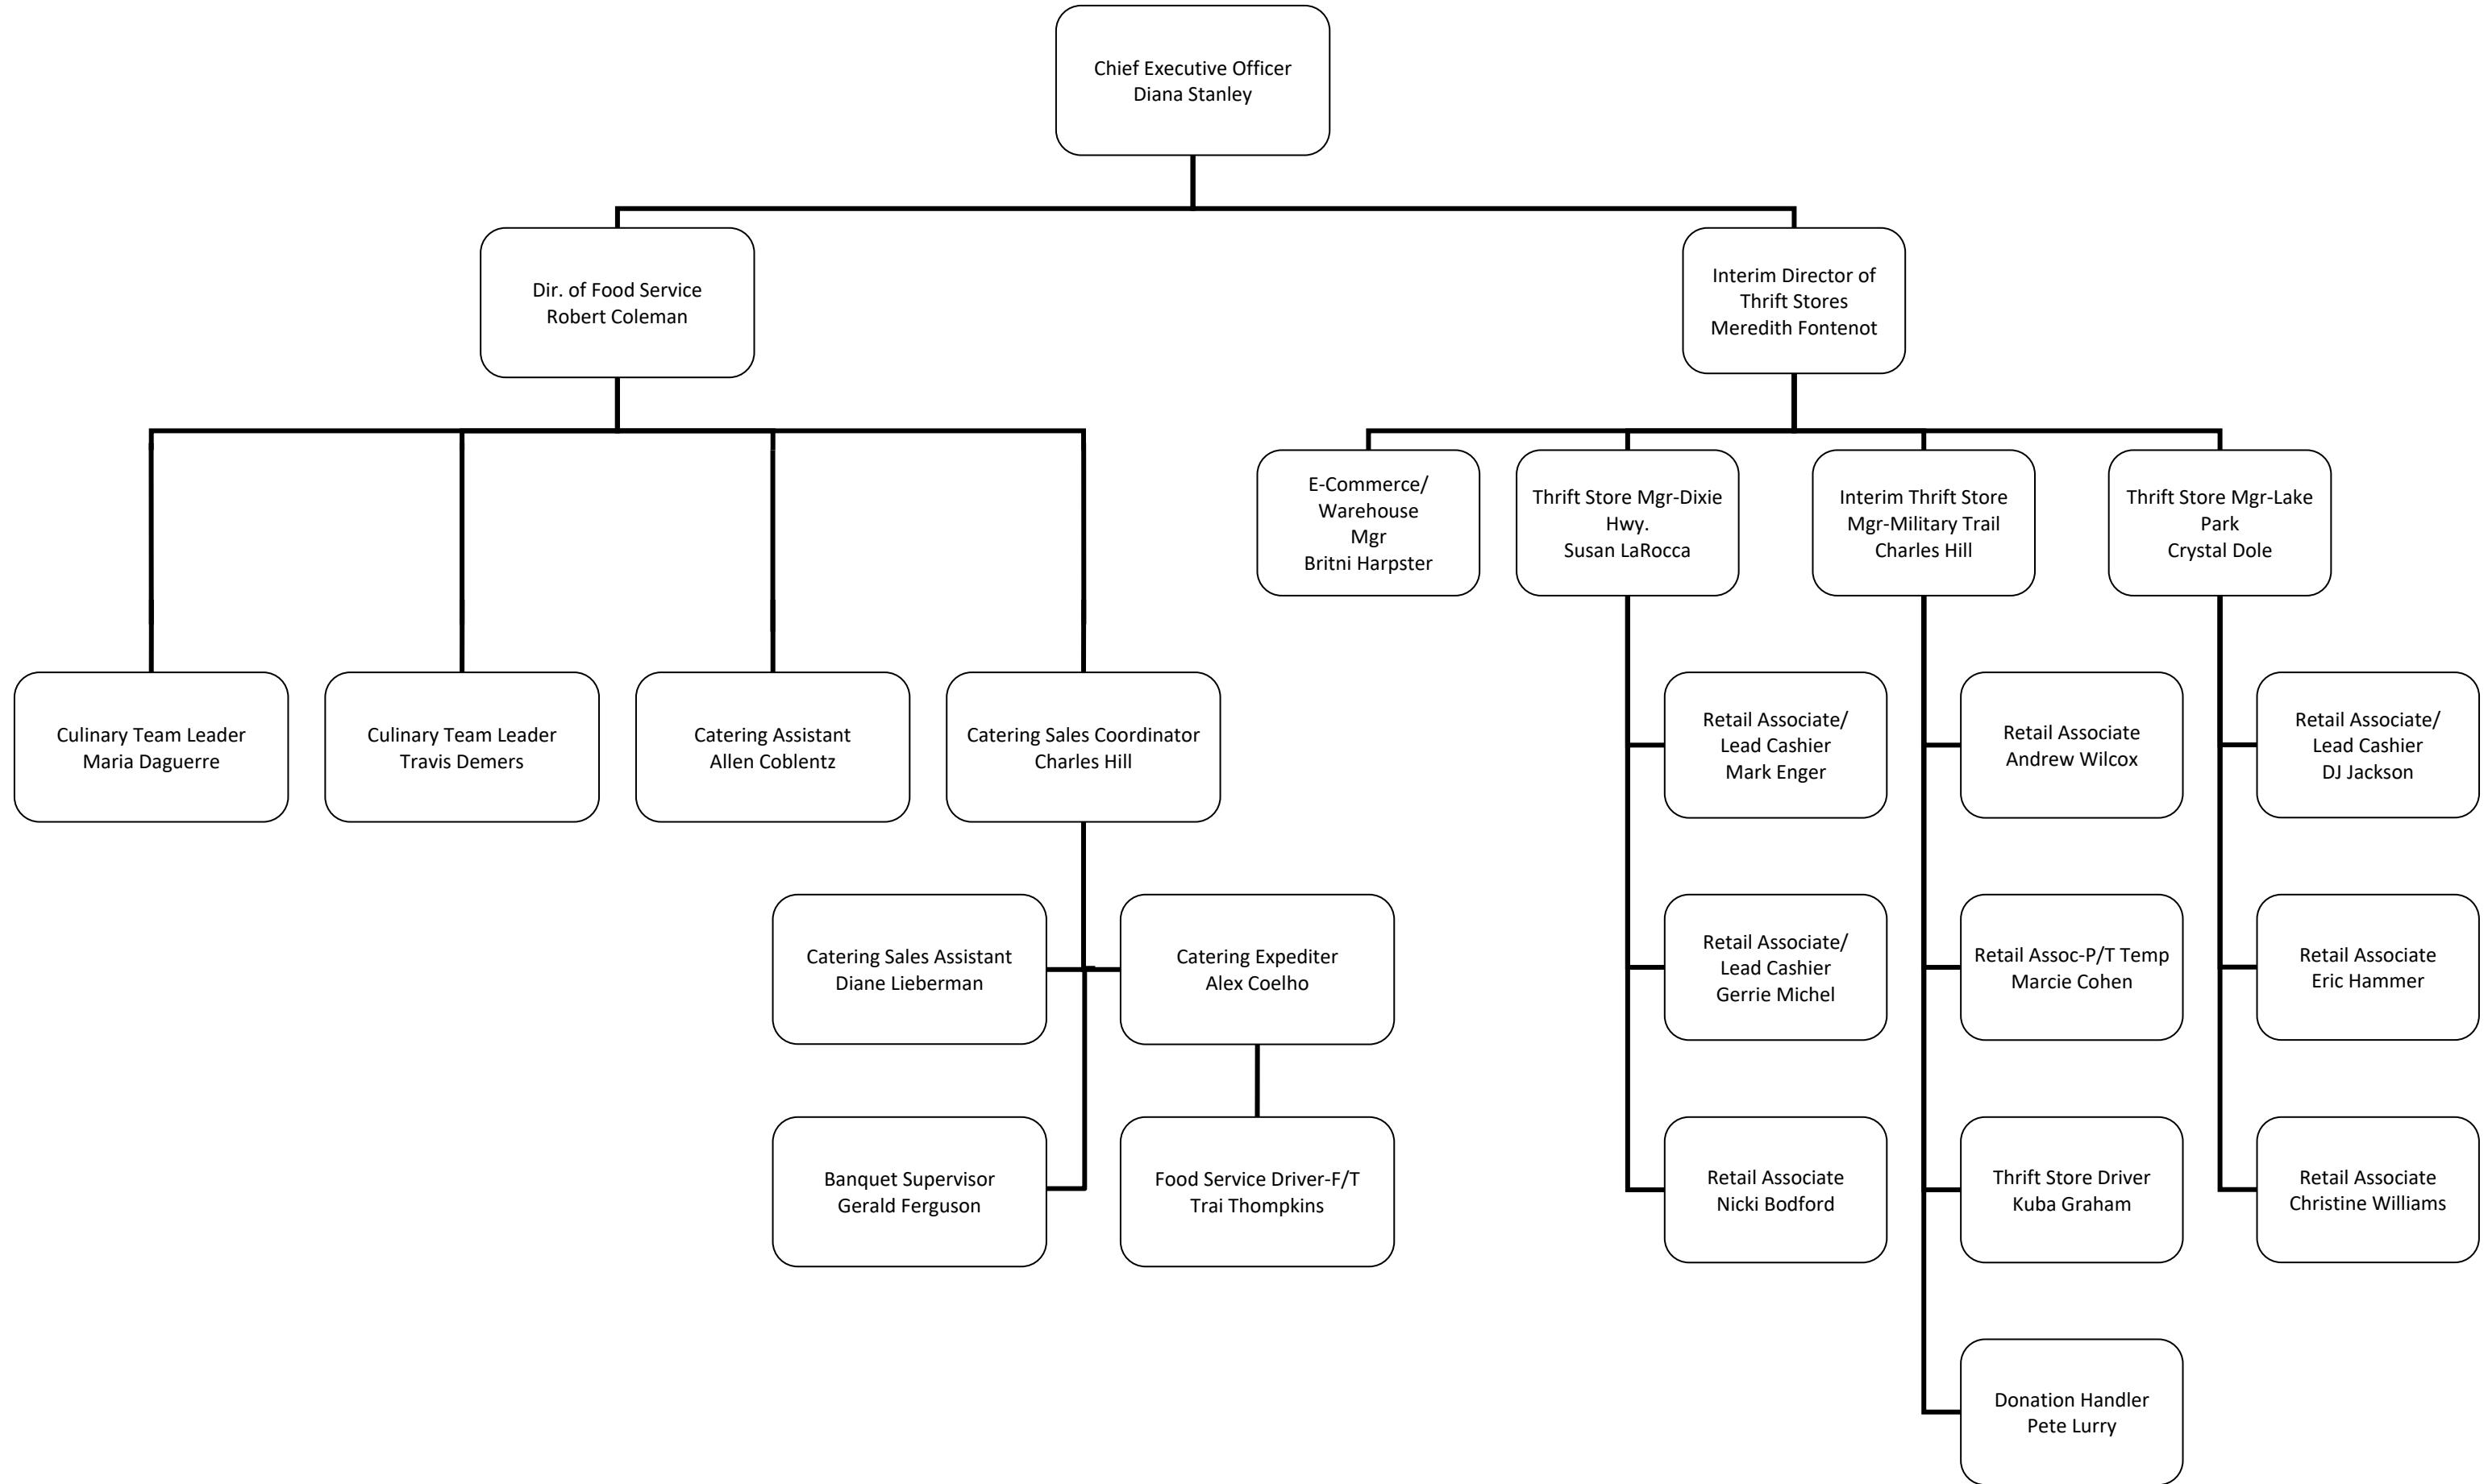 Chief Executive Officer
Diana Stanley
Dir. of Food Service
Robert Coleman
Interim Director of
Thrift Stores
Meredith Fontenot
E-Commerce/
Warehouse
Mgr
Britni Harpster
Thrift Store Mgr-Dixie
Hwy.
Susan LaRocca
Interim Thrift Store
Mgr-Military Trail
Charles Hill
Thrift Store Mgr-Lake
Park
Crystal Dole
Culinary Team Leader
Maria Daguerre
Culinary Team Leader
Travis Demers
Catering Assistant
Allen Coblentz
Catering Sales Coordinator
Charles Hill
Retail Associate/
Lead Cashier
Mark Enger
Retail Associate
Andrew Wilcox
Retail Associate/
Lead Cashier
DJ Jackson
Catering Sales Assistant
Diane Lieberman
Catering Expediter
Alex Coelho
Retail Associate/
Lead Cashier
Gerrie Michel
Retail Assoc-P/T Temp
Marcie Cohen
Retail Associate
Eric Hammer
Banquet Supervisor
Gerald Ferguson
Food Service Driver-F/T
Trai Thompkins
Retail Associate
Nicki Bodford
Thrift Store Driver
Kuba Graham
Retail Associate
Christine Williams
Donation Handler
Pete Lurry